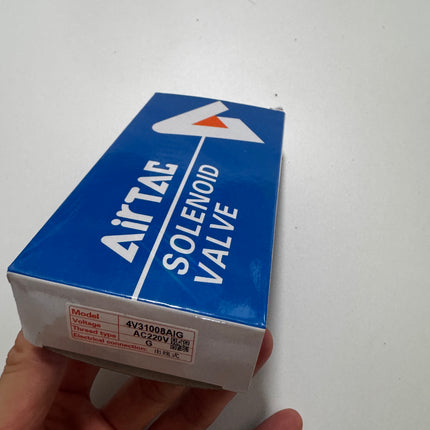 AirTAC
SOLENOID
VALVE
Model 4V31008AIG
Voltage AC220V
Thread type G
Electrical connection: 出线式